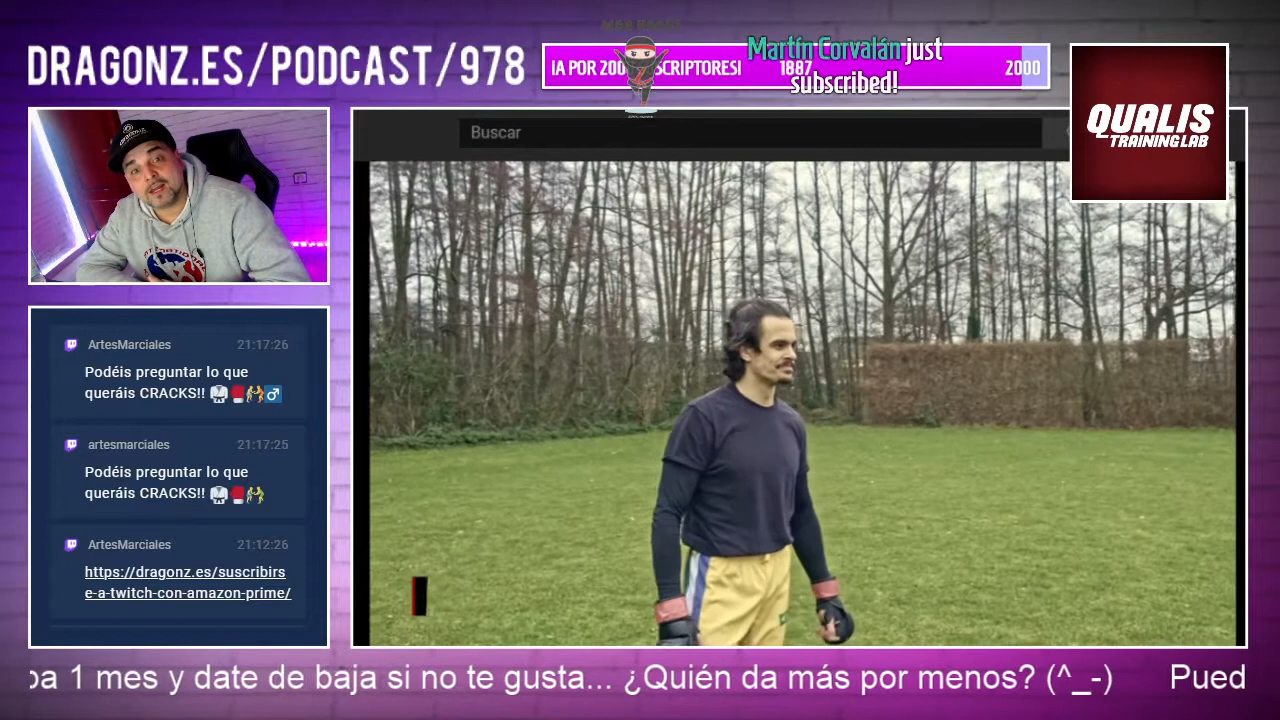 DRAGONZ.ES/PODCAST/978
IA POR 200
SCRIPTORES!
1887
2000
Martín Corvalán just
subscribed!
QUALIS
TRAINING LAB
Buscar
ArtesMarciales 21:17:26
Podéis preguntar lo que
queráis CRACKS!!
artesmarciales 21:17:25
Podéis preguntar lo que
queráis CRACKS!!
ArtesMarciales 21:12:26
https://dragonz.es/suscribirs
e-a-twitch-con-amazon-prime/
ba 1 mes y date de baja si no te gusta... ¿Quién da más por menos? (^_-) Pued